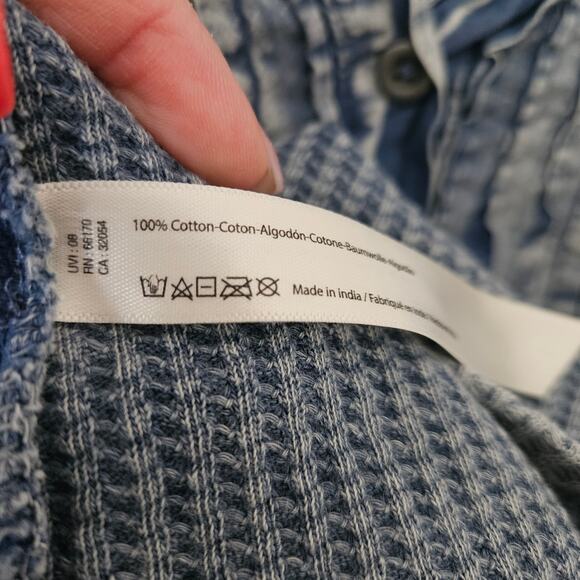 UVI : 08
RN : 66170
CA : 32054
100% Cotton-Coton-Algodón-Cotone-Baumwolle-Algodão
Made in india / Fabriqué en Inde /